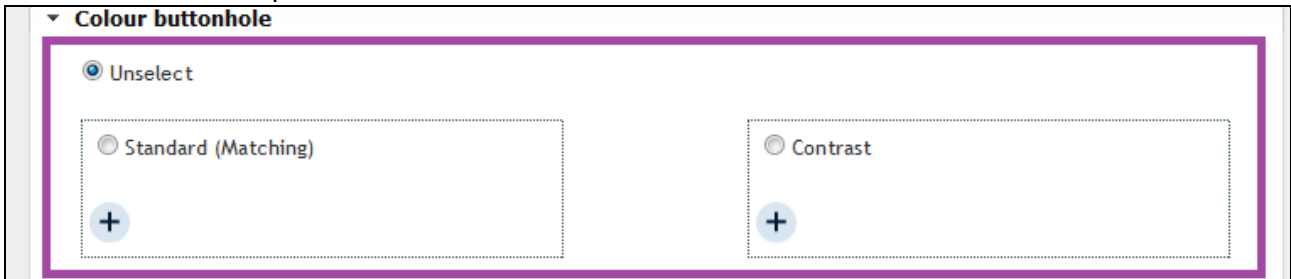 Colour buttonhole
Unselect
Standard (Matching)
Contrast
+
+